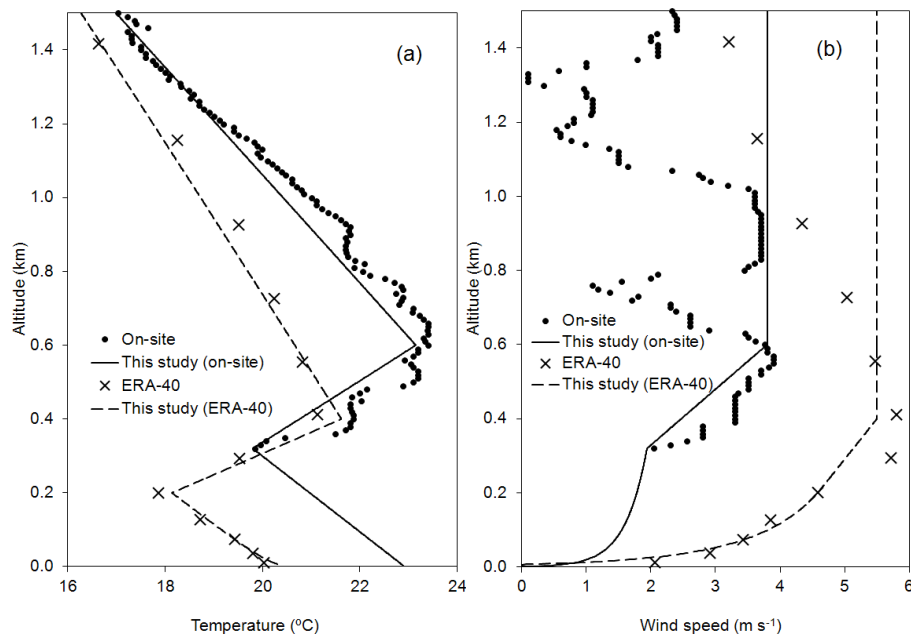 (a)
1.4
1.2
1.0
0.8
0.6
0.4
0.2
0.0
Altitude (km)
On-site
This study (on-site)
ERA-40
This study (ERA-40)
16 18 20 22 24
Temperature (ºC)
(b)
1.4
1.2
1.0
0.8
0.6
0.4
0.2
0.0
Altitude (km)
On-site
This study (on-site)
ERA-40
This study (ERA-40)
0 1 2 3 4 5 6
Wind speed (m s-1)